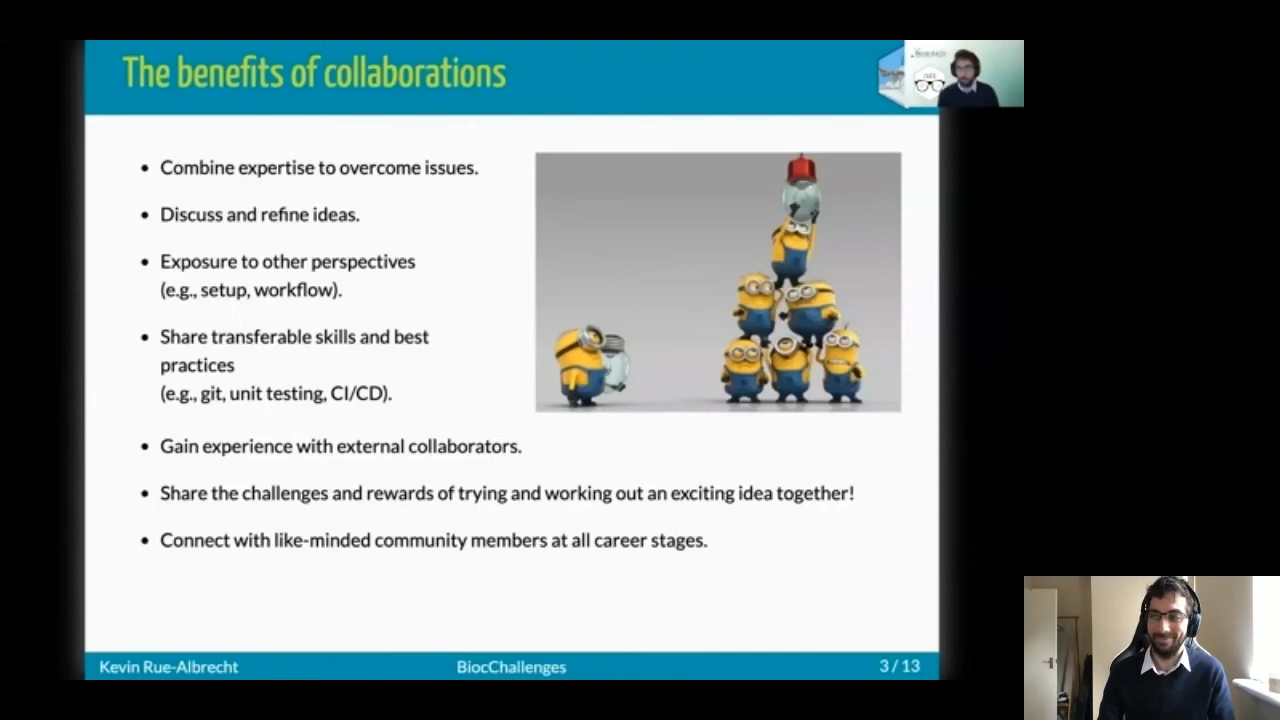 The benefits of collaborations
• Combine expertise to overcome issues.
• Discuss and refine ideas.
• Exposure to other perspectives
(e.g., setup, workflow).
• Share transferable skills and best
practices
(e.g., git, unit testing, CI/CD).
• Gain experience with external collaborators.
• Share the challenges and rewards of trying and working out an exciting idea together!
• Connect with like-minded community members at all career stages.
Kevin Rue-Albrecht BiocChallenges 3 / 13